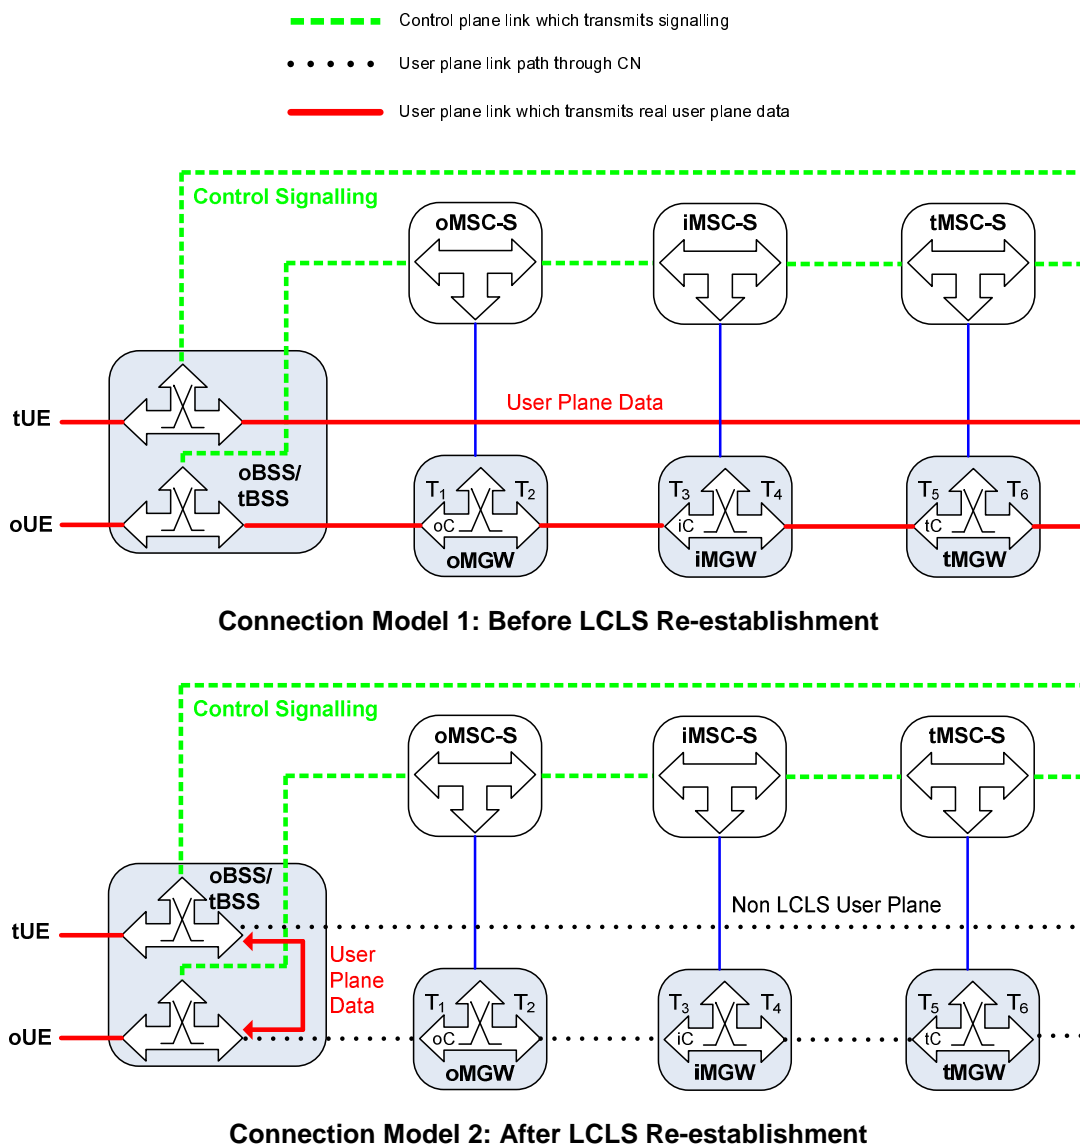 Control plane link which transmits signalling
User plane link path through CN
User plane link which transmits real user plane data
Control Signalling
oMSC-S
iMSC-S
tMSC-S
User Plane Data
tUE
oBSS/
tBSS
oUE
T1
T2
oC
oMGW
T3
T4
iC
iMGW
T5
T6
tC
tMGW
Connection Model 1: Before LCLS Re-establishment
Control Signalling
oMSC-S
iMSC-S
tMSC-S
oBSS/
tBSS
Non LCLS User Plane
tUE
User
Plane
Data
oUE
T1
T2
oC
oMGW
T3
T4
iC
iMGW
T5
T6
tC
tMGW
Connection Model 2: After LCLS Re-establishment